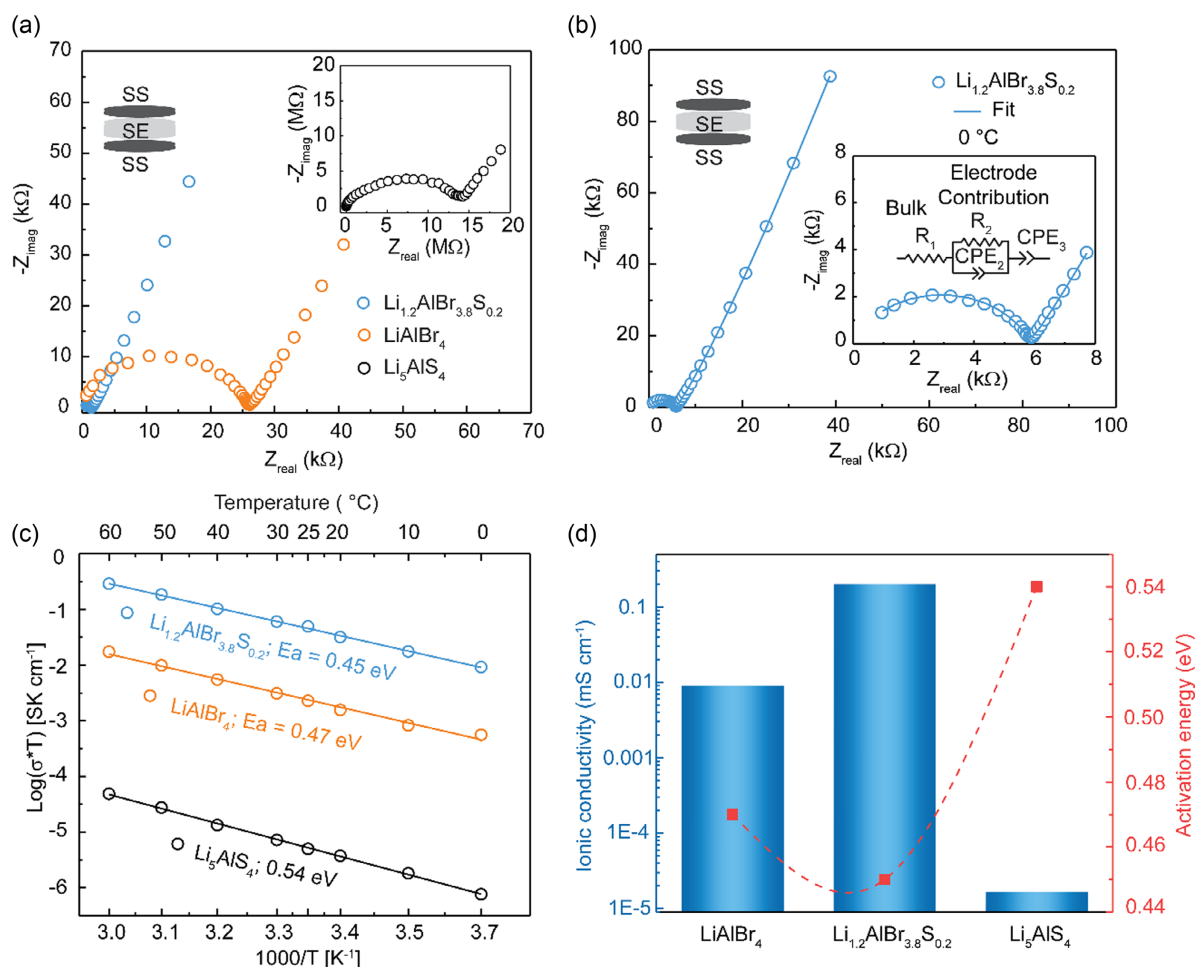 (a)
70
60
50
40
30
20
10
0
-Zimag (kΩ)
0 10 20 30 40 50 60 70
Zreal (kΩ)
SS
SE
SS
20
15
10
5
0
-Zimag (MΩ)
0 5 10 15 20
Zreal (MΩ)
Li1.2AlBr3.8S0.2
LiAlBr4
Li5AlS4
(b)
100
80
60
40
20
0
-Zimag (kΩ)
0 20 40 60 80 100
Zreal (kΩ)
SS
SE
SS
Li1.2AlBr3.8S0.2
Fit
0 °C
8
6
4
2
0
-Zimag (kΩ)
0 2 4 6 8
Zreal (kΩ)
Electrode
Contribution
Bulk
R1
R2
CPE2
CPE3
(c)
Temperature ( °C)
60 50 40 30 25 20 10 0
0
-1
-2
-3
-4
-5
-6
Log(σ*T) [SK cm-1]
Li1.2AlBr3.8S0.2; Ea = 0.45 eV
LiAlBr4; Ea = 0.47 eV
Li5AlS4; 0.54 eV
3.0 3.1 3.2 3.3 3.4 3.5 3.7
1000/T [K-1]
(d)
0.1
0.01
0.001
1E-4
1E-5
Ionic conductivity (mS cm-1)
0.54
0.52
0.50
0.48
0.46
0.44
Activation energy (eV)
LiAlBr4 Li1.2AlBr3.8S0.2 Li5AlS4